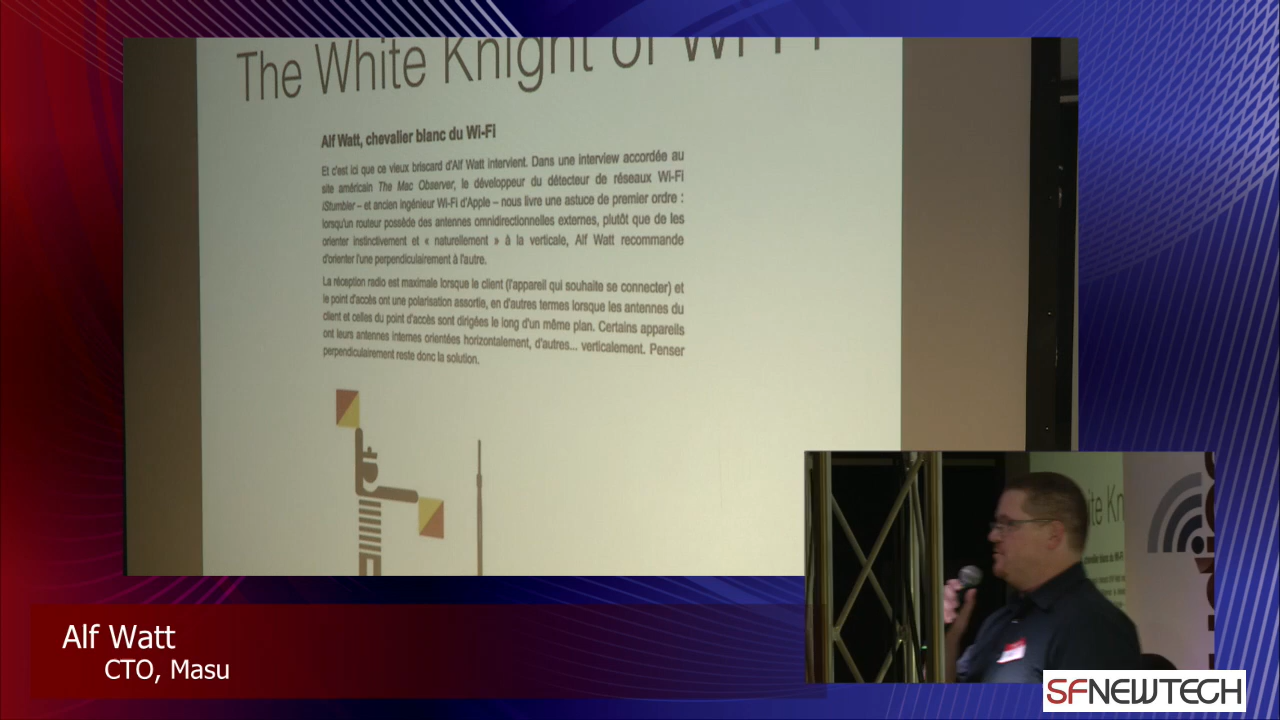 The White Knight of Wi-Fi
Alf Watt, chevalier blanc du Wi-Fi
Et c'est ici que ce vieux briscard d'Alf Watt intervient. Dans une interview accordée au
site américain The Mac Observer, le développeur du détecteur de réseaux Wi-Fi
iStumbler – et ancien ingénieur Wi-Fi d'Apple – nous livre une astuce de premier ordre :
lorsqu'un routeur possède des antennes omnidirectionnelles externes, plutôt que de les
orienter instinctivement et « naturellement » à la verticale, Alf Watt recommande
d'orienter l'une perpendiculairement à l'autre.
La réception radio est maximale lorsque le client (l'appareil qui souhaite se connecter) et
le point d'accès ont une polarisation assortie, en d'autres termes lorsque les antennes du
client et celles du point d'accès sont dirigées le long d'un même plan. Certains appareils
ont leurs antennes internes orientées horizontalement, d'autres... verticalement. Penser
perpendiculairement reste donc la solution.
ite Kn
Alf Watt
CTO, Masu
SFNEWTECH